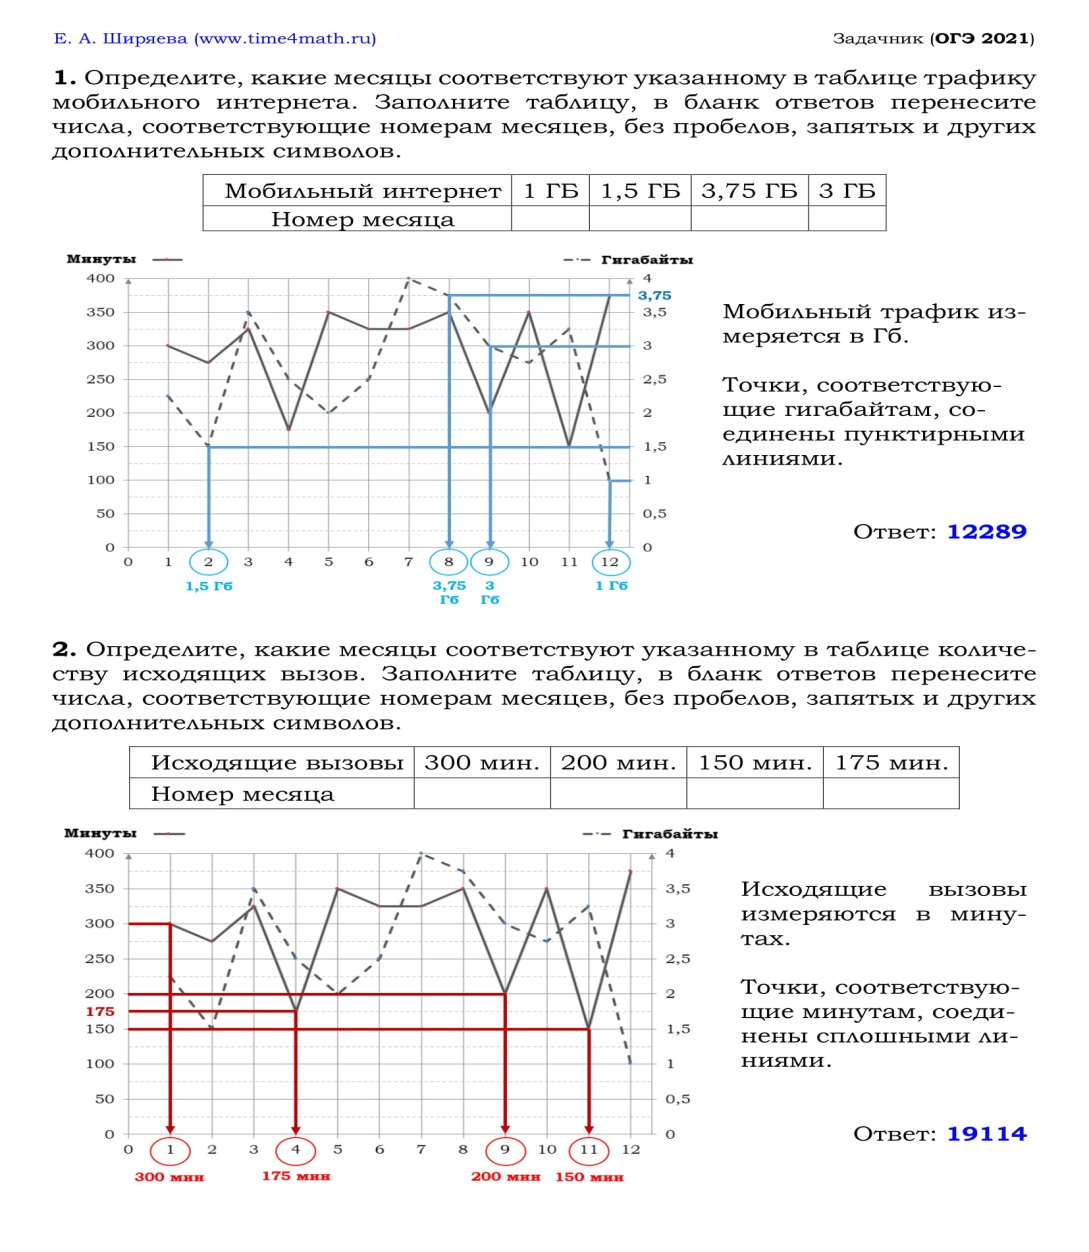 Е. А. Ширяева (www.time4math.ru)
Задачник (ОГЭ 2021)
1. Определите, какие месяцы соответствуют указанному в таблице трафику
мобильного интернета. Заполните таблицу, в бланк ответов перенесите
числа, соответствующие номерам месяцев, без пробелов, запятых и других
дополнительных символов.
Мобильный интернет 1 ГБ 1,5 ГБ 3,75 ГБ 3 ГБ
Номер месяца
Минуты
Гигабайты
400 4
3,75
350 3,5
300 3
250 2,5
200 2
150 1,5
100 1
50 0,5
0 0
0 1 2 3 4 5 6 7 8 9 10 11 12
1,5 Гб 3,75 3 1 Гб
Гб Гб
Мобильный трафик из-
меряется в Гб.
Точки, соответствую-
щие гигабайтам, со-
единены пунктирными
линиями.
Ответ: 12289
2. Определите, какие месяцы соответствуют указанному в таблице количе-
ству исходящих вызов. Заполните таблицу, в бланк ответов перенесите
числа, соответствующие номерам месяцев, без пробелов, запятых и других
дополнительных символов.
Исходящие вызовы 300 мин. 200 мин. 150 мин. 175 мин.
Номер месяца
Минуты
Гигабайты
400 4
350 3,5
300 3
250 2,5
200 2
175
150 1,5
100 1
50 0,5
0 0
0 1 2 3 4 5 6 7 8 9 10 11 12
300 мин 175 мин 200 мин 150 мин
Исходящие вызовы
измеряются в мину-
тах.
Точки, соответствую-
щие минутам, соеди-
нены сплошными ли-
ниями.
Ответ: 19114